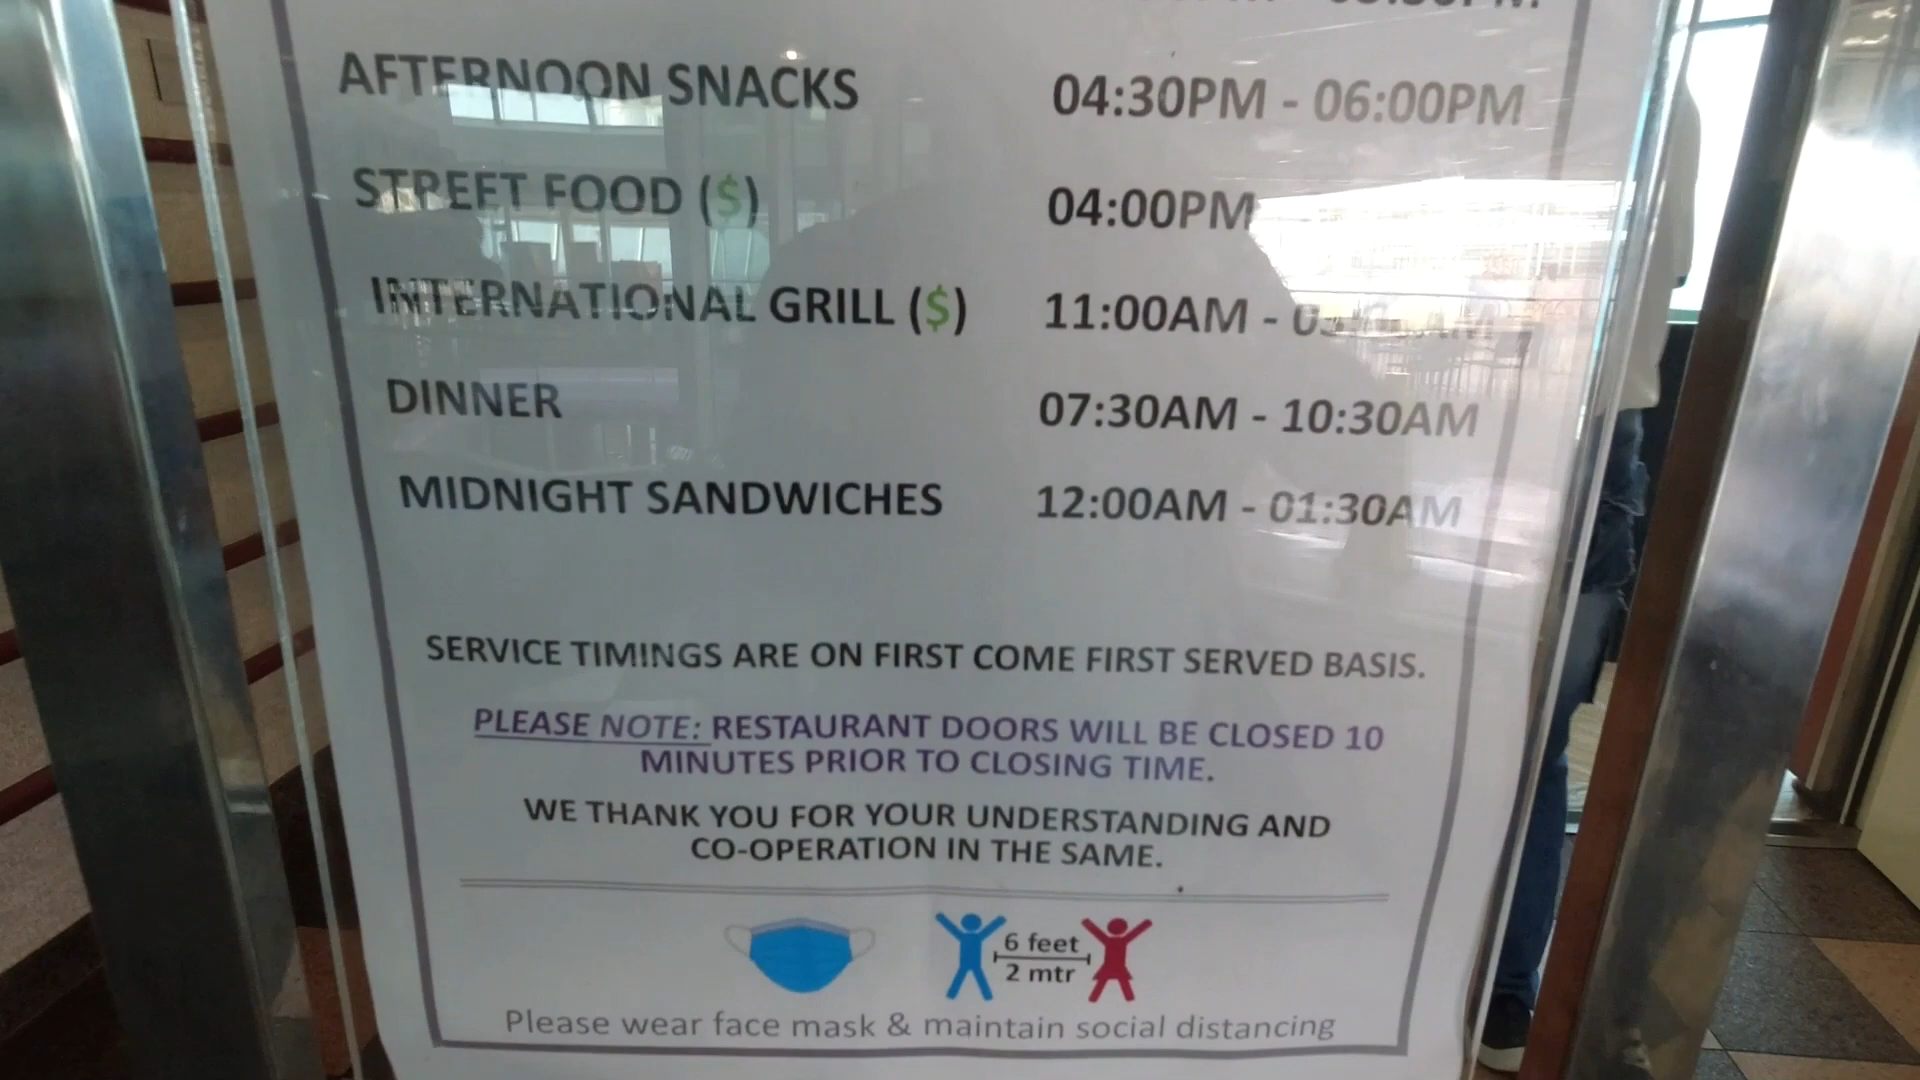 AFTERNOON SNACKS 04:30PM - 06:00PM
STREET FOOD ($) 04:00PM
INTERNATIONAL GRILL ($) 11:00AM -
DINNER 07:30AM - 10:30AM
MIDNIGHT SANDWICHES 12:00AM - 01:30AM
SERVICE TIMINGS ARE ON FIRST COME FIRST SERVED BASIS.
PLEASE NOTE: RESTAURANT DOORS WILL BE CLOSED 10
MINUTES PRIOR TO CLOSING TIME.
WE THANK YOU FOR YOUR UNDERSTANDING AND
CO-OPERATION IN THE SAME.
6 feet
2 mtr
Please wear face mask & maintain social distancing